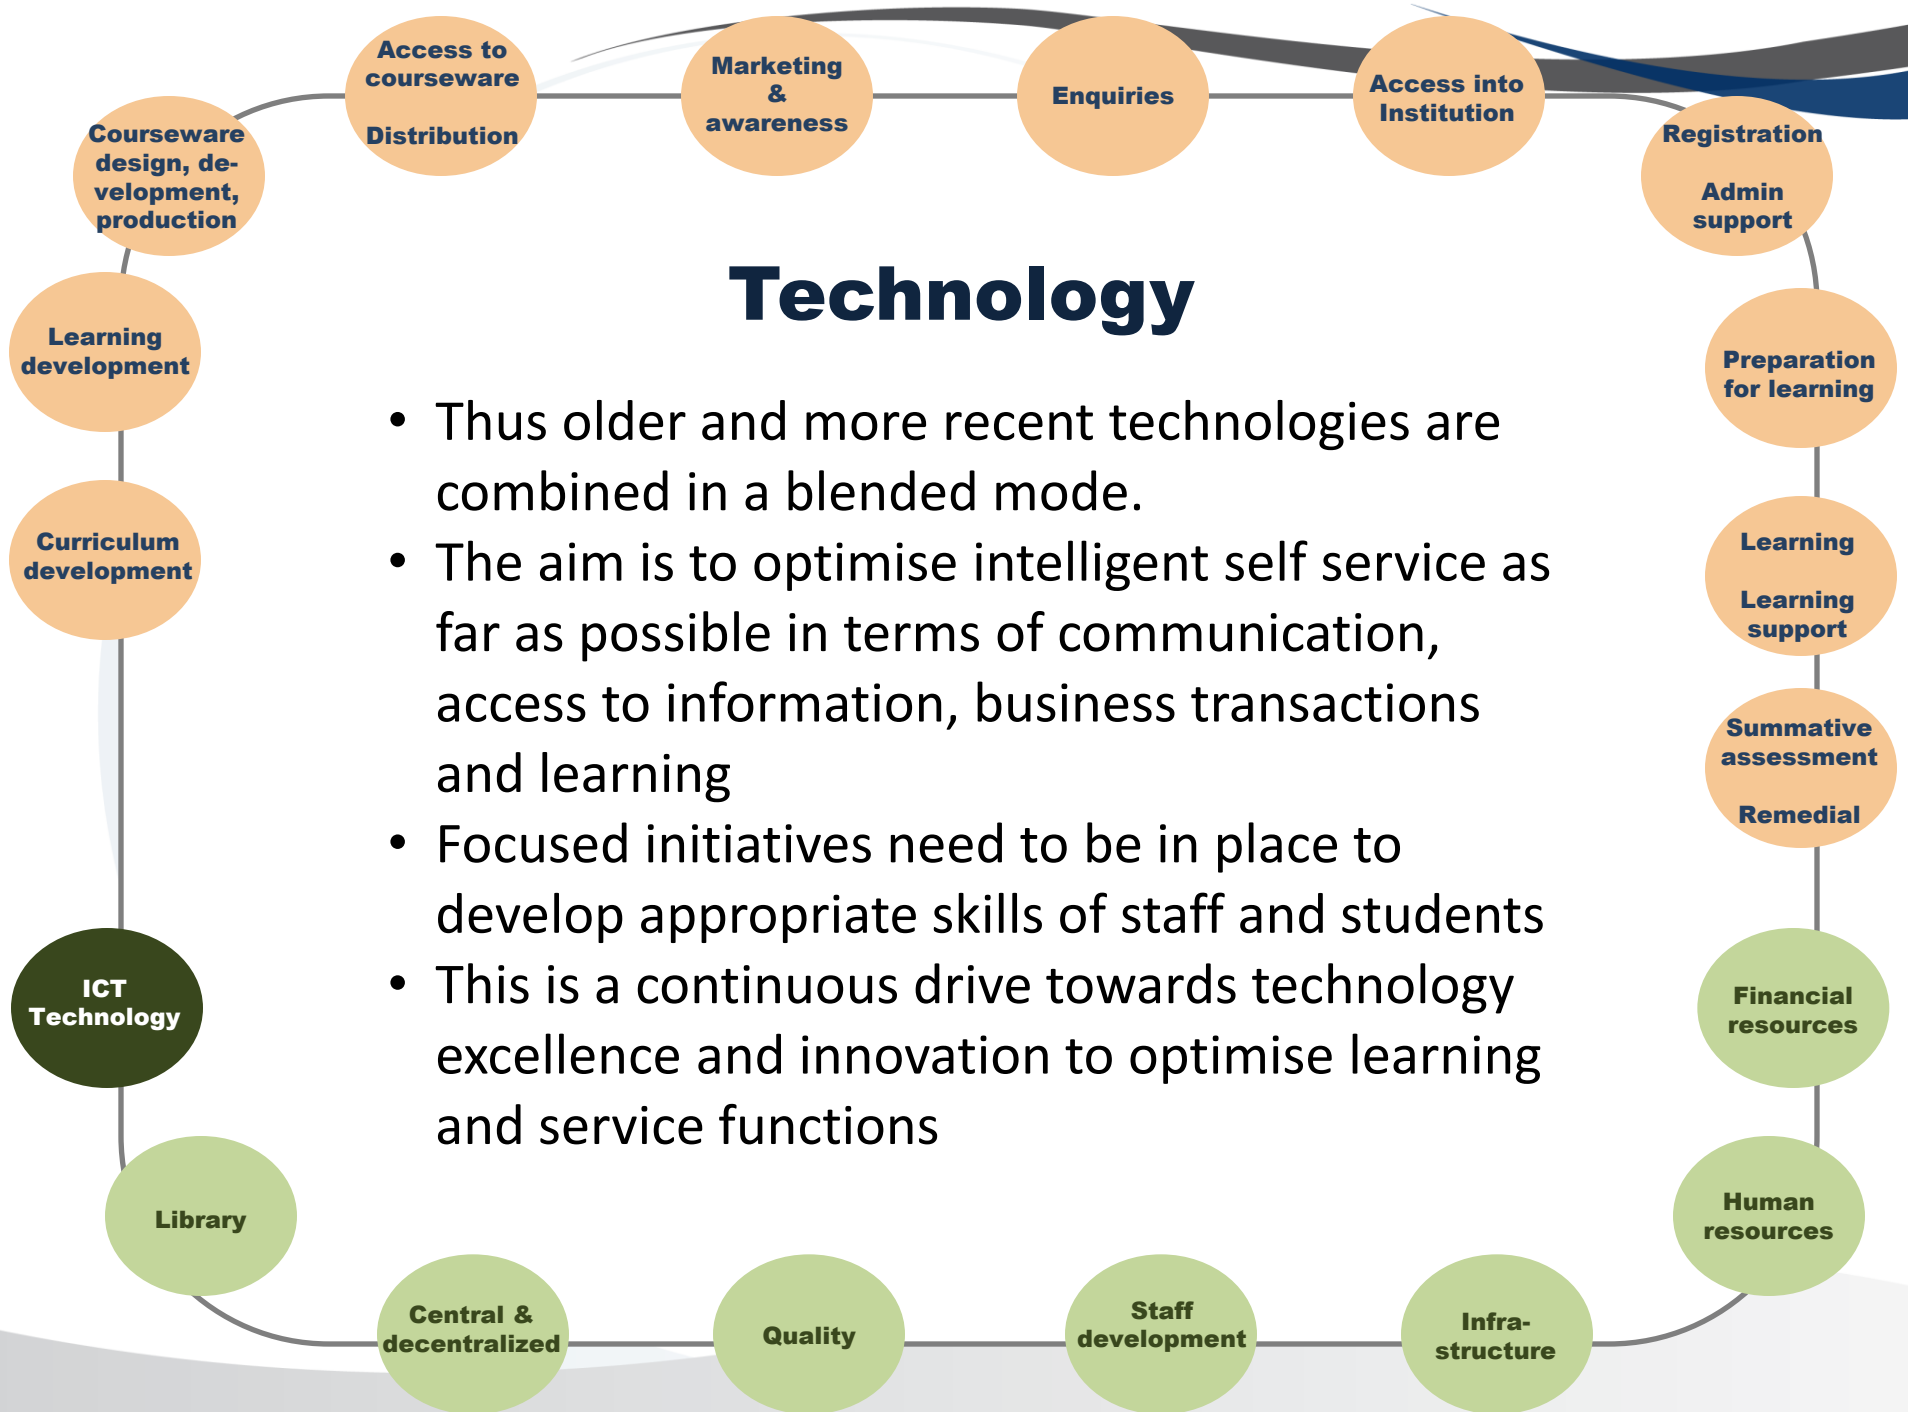 Access to
courseware
Distribution
Marketing
&
awareness
Enquiries
Access into
Institution
Registration
Admin
support
Courseware
design, de-
velopment,
production
Learning
development
Curriculum
development
Technology
• Thus older and more recent technologies are
combined in a blended mode.
• The aim is to optimise intelligent self service as
far as possible in terms of communication,
access to information, business transactions
and learning
• Focused initiatives need to be in place to
develop appropriate skills of staff and students
• This is a continuous drive towards technology
excellence and innovation to optimise learning
and service functions
Preparation
for learning
Learning
Learning
support
Summative
assessment
Remedial
ICT
Technology
Financial
resources
Library
Human
resources
Central &
decentralized
Quality
Staff
development
Infra-
structure